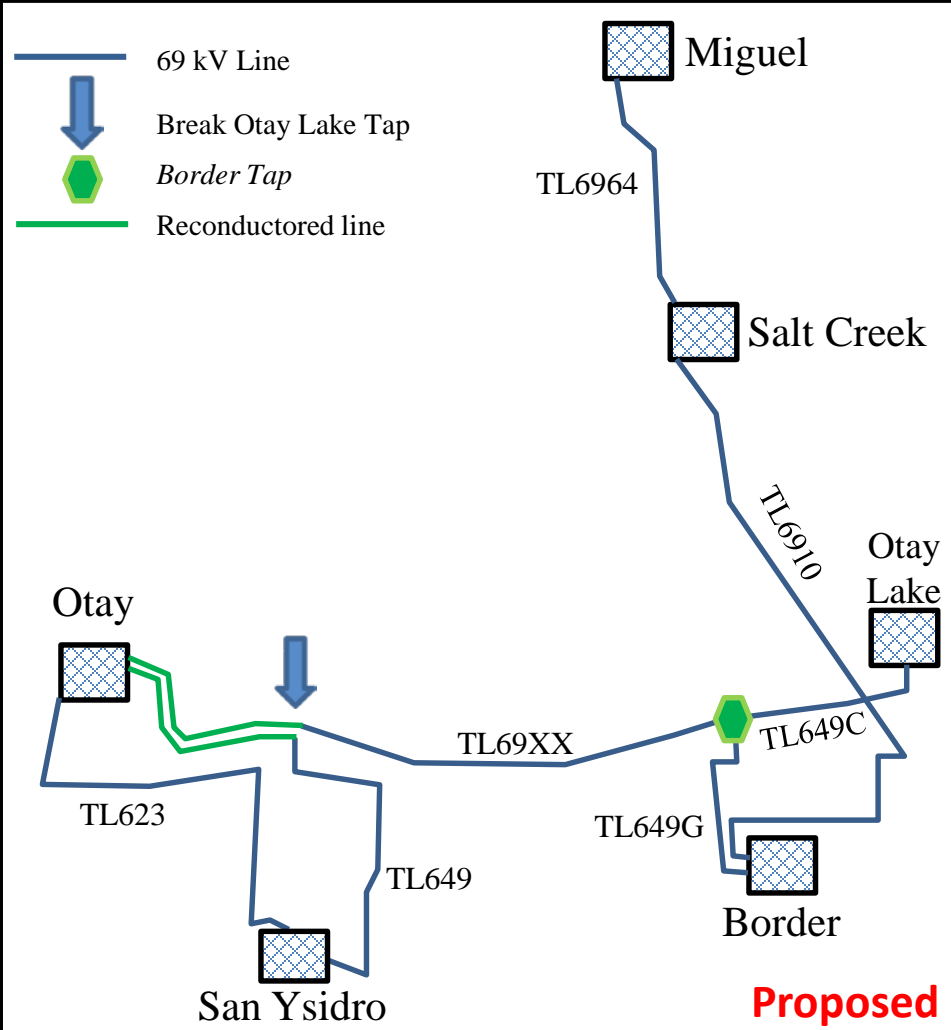 69 kV Line
Break Otay Lake Tap
Border Tap
Reconductored line
Miguel
TL6964
Salt Creek
TL6910
Otay
Lake
Otay
TL69XX
TL649C
TL623
TL649G
TL649
Border
San Ysidro
Proposed